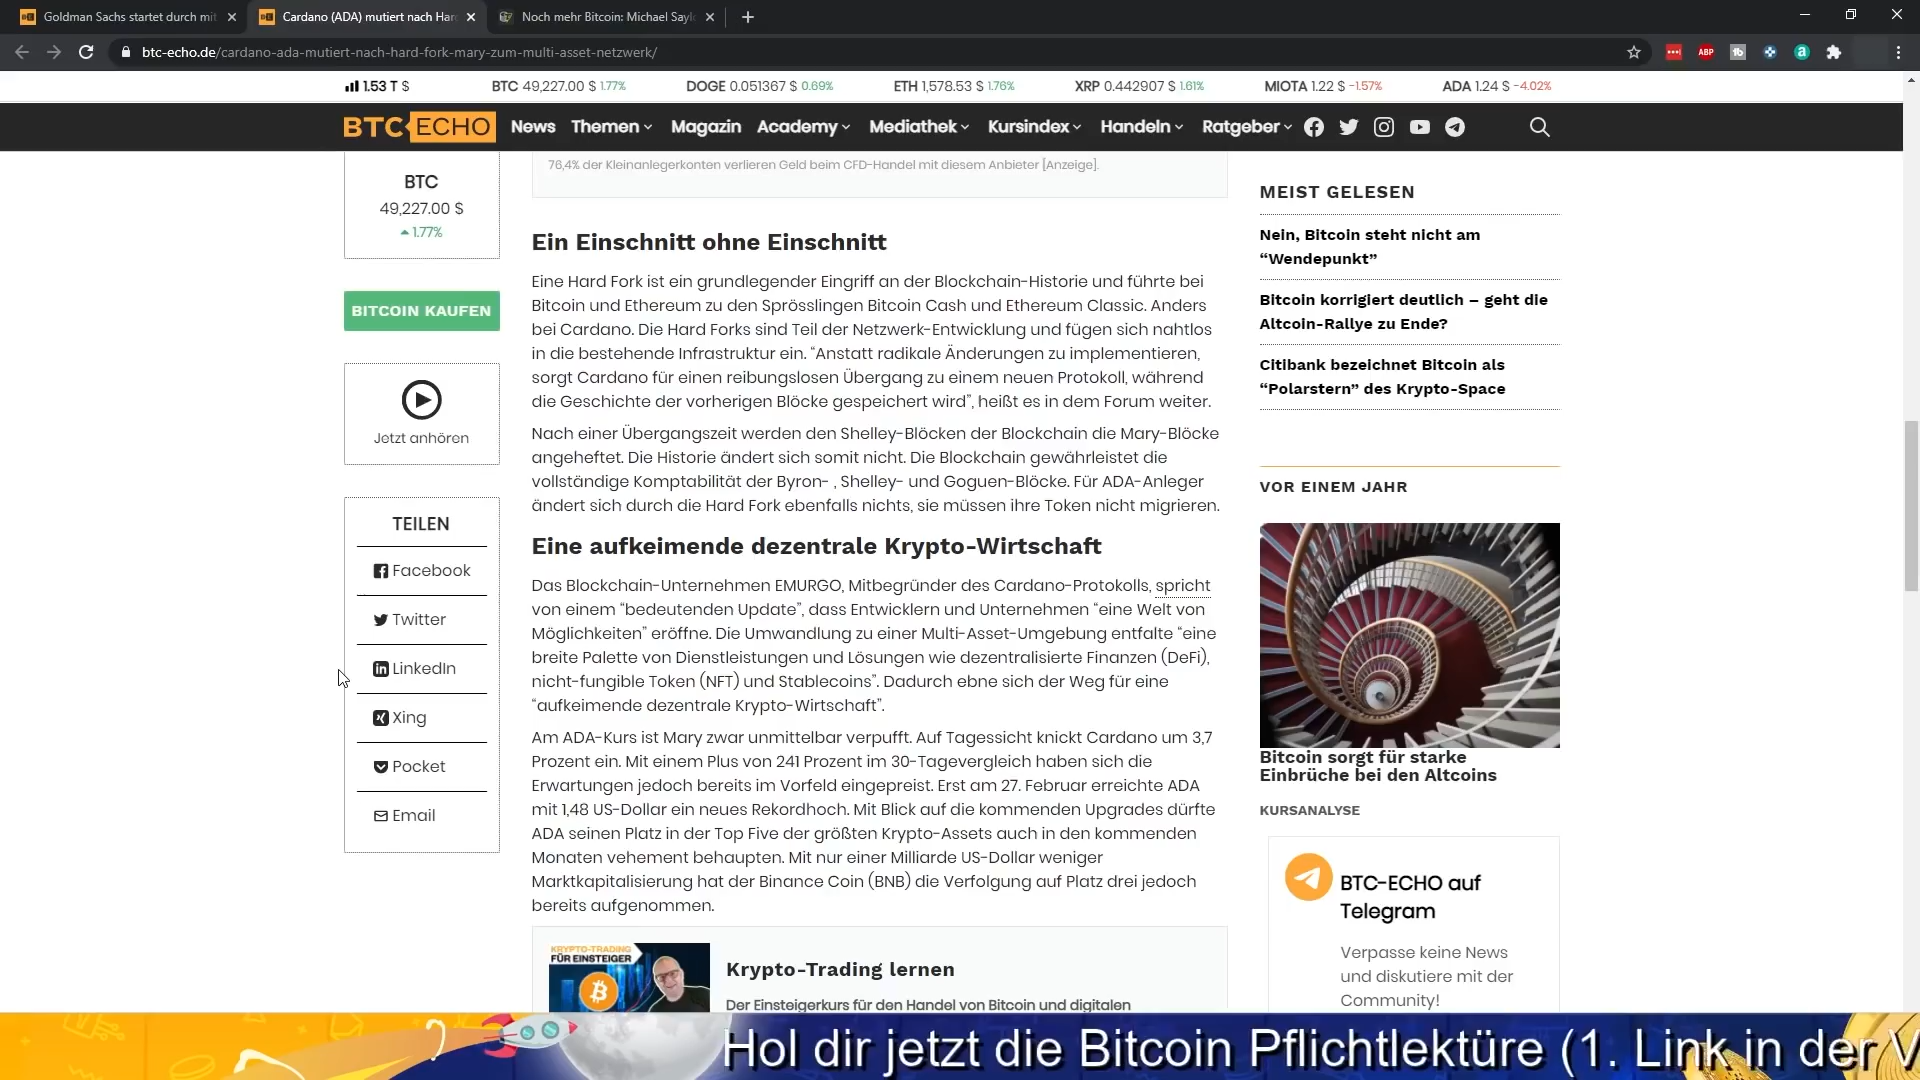 Goldman Sachs startet durch mit
Cardano (ADA) mutiert nach Har
Noch mehr Bitcoin: Michael Sayl
btc-echo.de/cardano-ada-mutiert-nach-hard-fork-mary-zum-multi-asset-netzwerk/
ABP
1.53 T $
BTC 49,227.00 $ 1.77%
DOGE 0.051367 $ 0.69%
ETH 1,578.53 $ 1.76%
XRP 0.442907 $ 1.61%
MIOTA 1.22 $ -1.57%
ADA 1.24 $ -4.02%
BTC ECHO
News
Themen
Magazin
Academy
Mediathek
Kursindex
Handeln
Ratgeber
BTC
49,227.00 $
1.77%
BITCOIN KAUFEN
Jetzt anhören
TEILEN
Facebook
Twitter
LinkedIn
Xing
Pocket
Email
76,4% der Kleinanlegerkonten verlieren Geld beim CFD-Handel mit diesem Anbieter [Anzeige].
Ein Einschnitt ohne Einschnitt
Eine Hard Fork ist ein grundlegender Eingriff an der Blockchain-Historie und führte bei
Bitcoin und Ethereum zu den Sprösslingen Bitcoin Cash und Ethereum Classic. Anders
bei Cardano. Die Hard Forks sind Teil der Netzwerk-Entwicklung und fügen sich nahtlos
in die bestehende Infrastruktur ein. “Anstatt radikale Änderungen zu implementieren,
sorgt Cardano für einen reibungslosen Übergang zu einem neuen Protokoll, während
die Geschichte der vorherigen Blöcke gespeichert wird”, heißt es in dem Forum weiter.
Nach einer Übergangszeit werden den Shelley-Blöcken der Blockchain die Mary-Blöcke
angeheftet. Die Historie ändert sich somit nicht. Die Blockchain gewährleistet die
vollständige Komptabilität der Byron- , Shelley- und Goguen-Blöcke. Für ADA-Anleger
ändert sich durch die Hard Fork ebenfalls nichts, sie müssen ihre Token nicht migrieren.
Eine aufkeimende dezentrale Krypto-Wirtschaft
Das Blockchain-Unternehmen EMURGO, Mitbegründer des Cardano-Protokolls, spricht
von einem “bedeutenden Update”, dass Entwicklern und Unternehmen “eine Welt von
Möglichkeiten” eröffne. Die Umwandlung zu einer Multi-Asset-Umgebung entfalte “eine
breite Palette von Dienstleistungen und Lösungen wie dezentralisierte Finanzen (DeFi),
nicht-fungible Token (NFT) und Stablecoins”. Dadurch ebne sich der Weg für eine
“aufkeimende dezentrale Krypto-Wirtschaft”.
Am ADA-Kurs ist Mary zwar unmittelbar verpufft. Auf Tagessicht knickt Cardano um 3,7
Prozent ein. Mit einem Plus von 241 Prozent im 30-Tagevergleich haben sich die
Erwartungen jedoch bereits im Vorfeld eingepreist. Erst am 27. Februar erreichte ADA
mit 1,48 US-Dollar ein neues Rekordhoch. Mit Blick auf die kommenden Upgrades dürfte
ADA seinen Platz in der Top Five der größten Krypto-Assets auch in den kommenden
Monaten vehement behaupten. Mit nur einer Milliarde US-Dollar weniger
Marktkapitalisierung hat der Binance Coin (BNB) die Verfolgung auf Platz drei jedoch
bereits aufgenommen.
KRYPTO-TRADING
FÜR EINSTEIGER
Krypto-Trading lernen
Der Einsteigerkurs für den Handel von Bitcoin und digitalen
MEIST GELESEN
Nein, Bitcoin steht nicht am
“Wendepunkt”
Bitcoin korrigiert deutlich – geht die
Altcoin-Rallye zu Ende?
Citibank bezeichnet Bitcoin als
“Polarstern” des Krypto-Space
VOR EINEM JAHR
Bitcoin sorgt für starke
Einbrüche bei den Altcoins
KURSANALYSE
BTC-ECHO auf
Telegram
Verpasse keine News
und diskutiere mit der
Community!
Hol dir jetzt die Bitcoin Pflichtlektüre (1. Link in der V